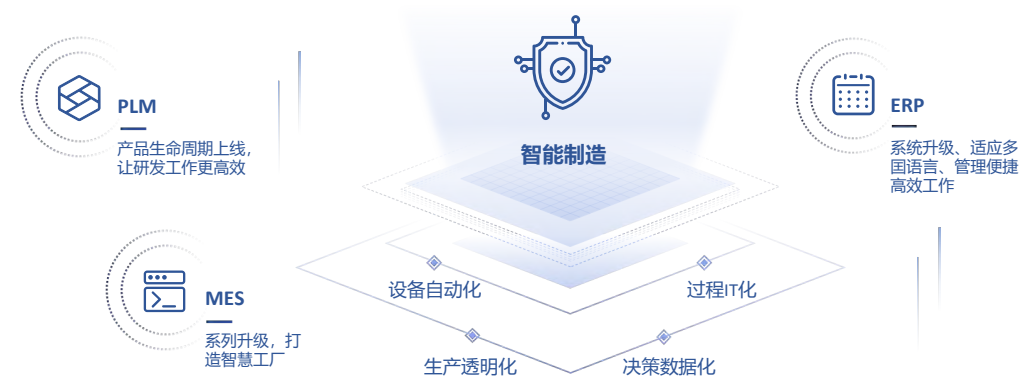 PLM
产品生命周期上线，
让研发工作更高效
智能制造
ERP
系统升级、适应多
国语言、管理便捷
高效工作
MES
系列升级，打
造智慧工厂
设备自动化
过程IT化
生产透明化
决策数据化